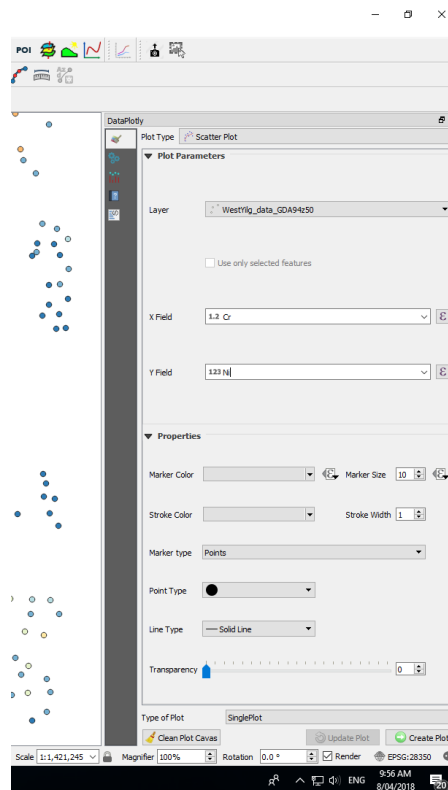 POI
DataPlotly
Plot Type Scatter Plot
Plot Parameters
Layer WestYilg_data_GDA94z50
Use only selected features
X Field 1.2 Cr ε
Y Field 123 Ni ε
Properties
Marker Color Marker Size 10
Stroke Color Stroke Width 1
Marker type Points
Point Type
Line Type Solid Line
Transparency 0
Type of Plot SinglePlot
Clean Plot Cavas Update Plot Create Plot
Scale 1:1,421,245 Magnifier 100% Rotation 0.0 ° Render EPSG:28350
ENG 9:56 AM
8/04/2018 20